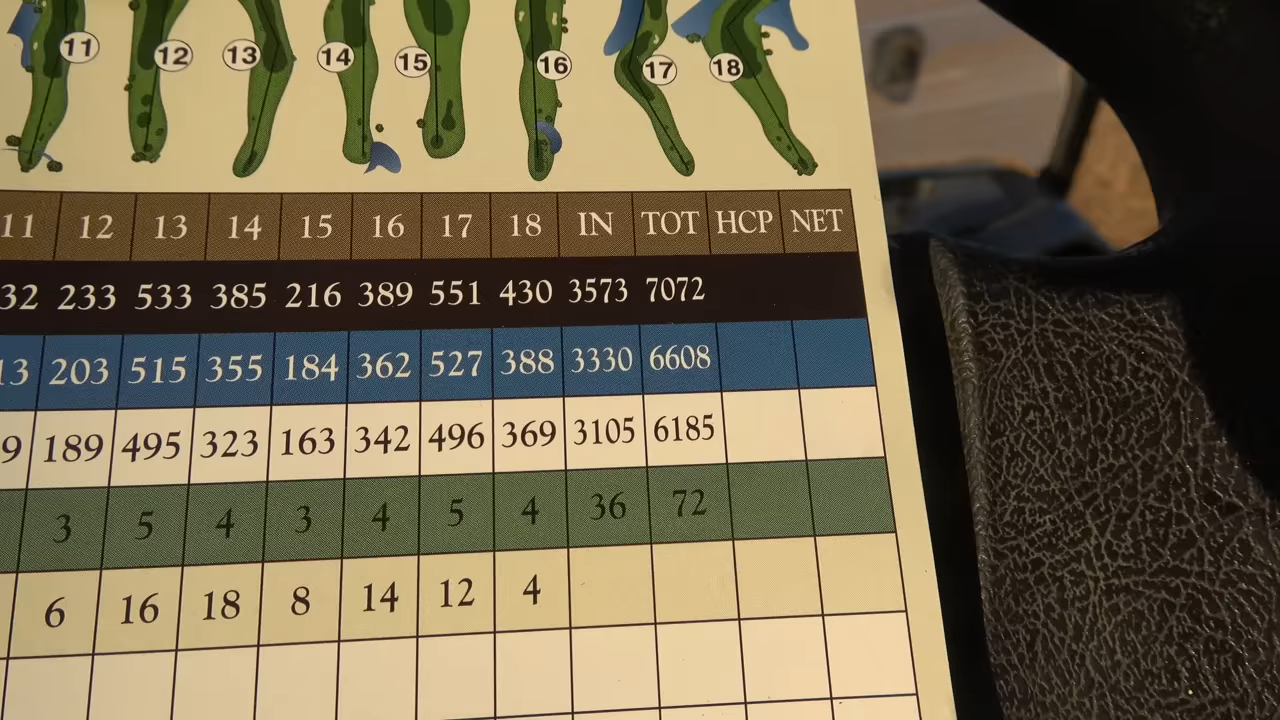 11 12 13 14 15 16 17 18
11 12 13 14 15 16 17 18 IN TOT HCP NET
32 233 533 385 216 389 551 430 3573 7072
13 203 515 355 184 362 527 388 3330 6608
9 189 495 323 163 342 496 369 3105 6185
3 5 4 3 4 5 4 36 72
6 16 18 8 14 12 4